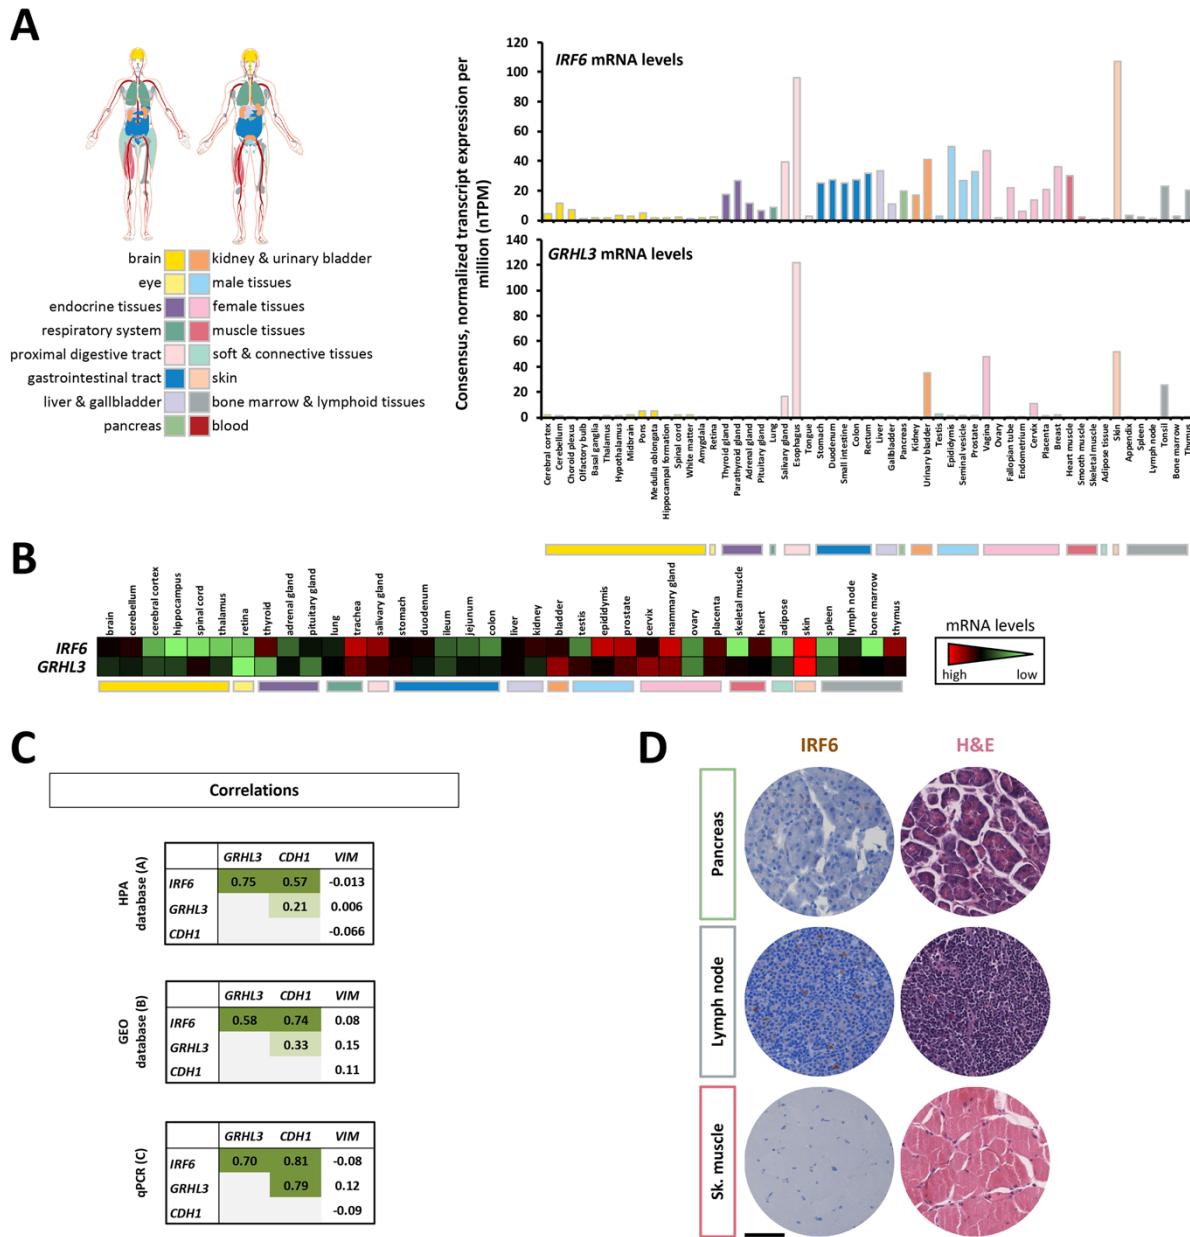 A
brain
kidney & urinary bladder
eye
male tissues
endocrine tissues
female tissues
respiratory system
muscle tissues
proximal digestive tract
soft & connective tissues
gastrointestinal tract
skin
liver & gallbladder
bone marrow & lymphoid tissues
pancreas
blood
Consensus, normalized transcript expression per
million (nTPM)
IRF6 mRNA levels
120
100
80
60
40
20
0
GRHL3 mRNA levels
140
120
100
80
60
40
20
0
Cerebral cortex
Cerebellum
Choroid plexus
Olfactory bulb
Basal ganglia
Thalamus
Hypothalamus
Midbrain
Pons
Medulla oblongata
Hippocampal formation
Spinal cord
White matter
Amygdala
Retina
Thyroid gland
Parathyroid gland
Adrenal gland
Pituitary gland
Lung
Salivary gland
Esophagus
Tongue
Stomach
Duodenum
Small intestine
Colon
Rectum
Liver
Gallbladder
Pancreas
Kidney
Urinary bladder
Testis
Epididymis
Seminal vesicle
Prostate
Vagina
Ovary
Fallopian tube
Endometrium
Cervix
Placenta
Breast
Heart muscle
Smooth muscle
Skeletal muscle
Adipose tissue
Skin
Appendix
Spleen
Lymph node
Tonsil
Bone marrow
Thymus
B
brain
cerebellum
cerebral cortex
hippocampus
spinal cord
thalamus
retina
thyroid
adrenal gland
pituitary gland
lung
trachea
salivary gland
stomach
duodenum
ileum
jejunum
colon
liver
kidney
bladder
testis
epididymis
prostate
cervix
mammary gland
ovary
placenta
skeletal muscle
heart
adipose
skin
spleen
lymph node
bone marrow
thymus
IRF6
GRHL3
mRNA levels
high low
C
Correlations
HPA
database (A)
GRHL3 CDH1 VIM
IRF6 0.75 0.57 -0.013
GRHL3 0.21 0.006
CDH1 -0.066
GEO
database (B)
GRHL3 CDH1 VIM
IRF6 0.58 0.74 0.08
GRHL3 0.33 0.15
CDH1 0.11
qPCR (C)
GRHL3 CDH1 VIM
IRF6 0.70 0.81 -0.08
GRHL3 0.79 0.12
CDH1 -0.09
D
IRF6 H&E
Pancreas
Lymph node
Sk. muscle